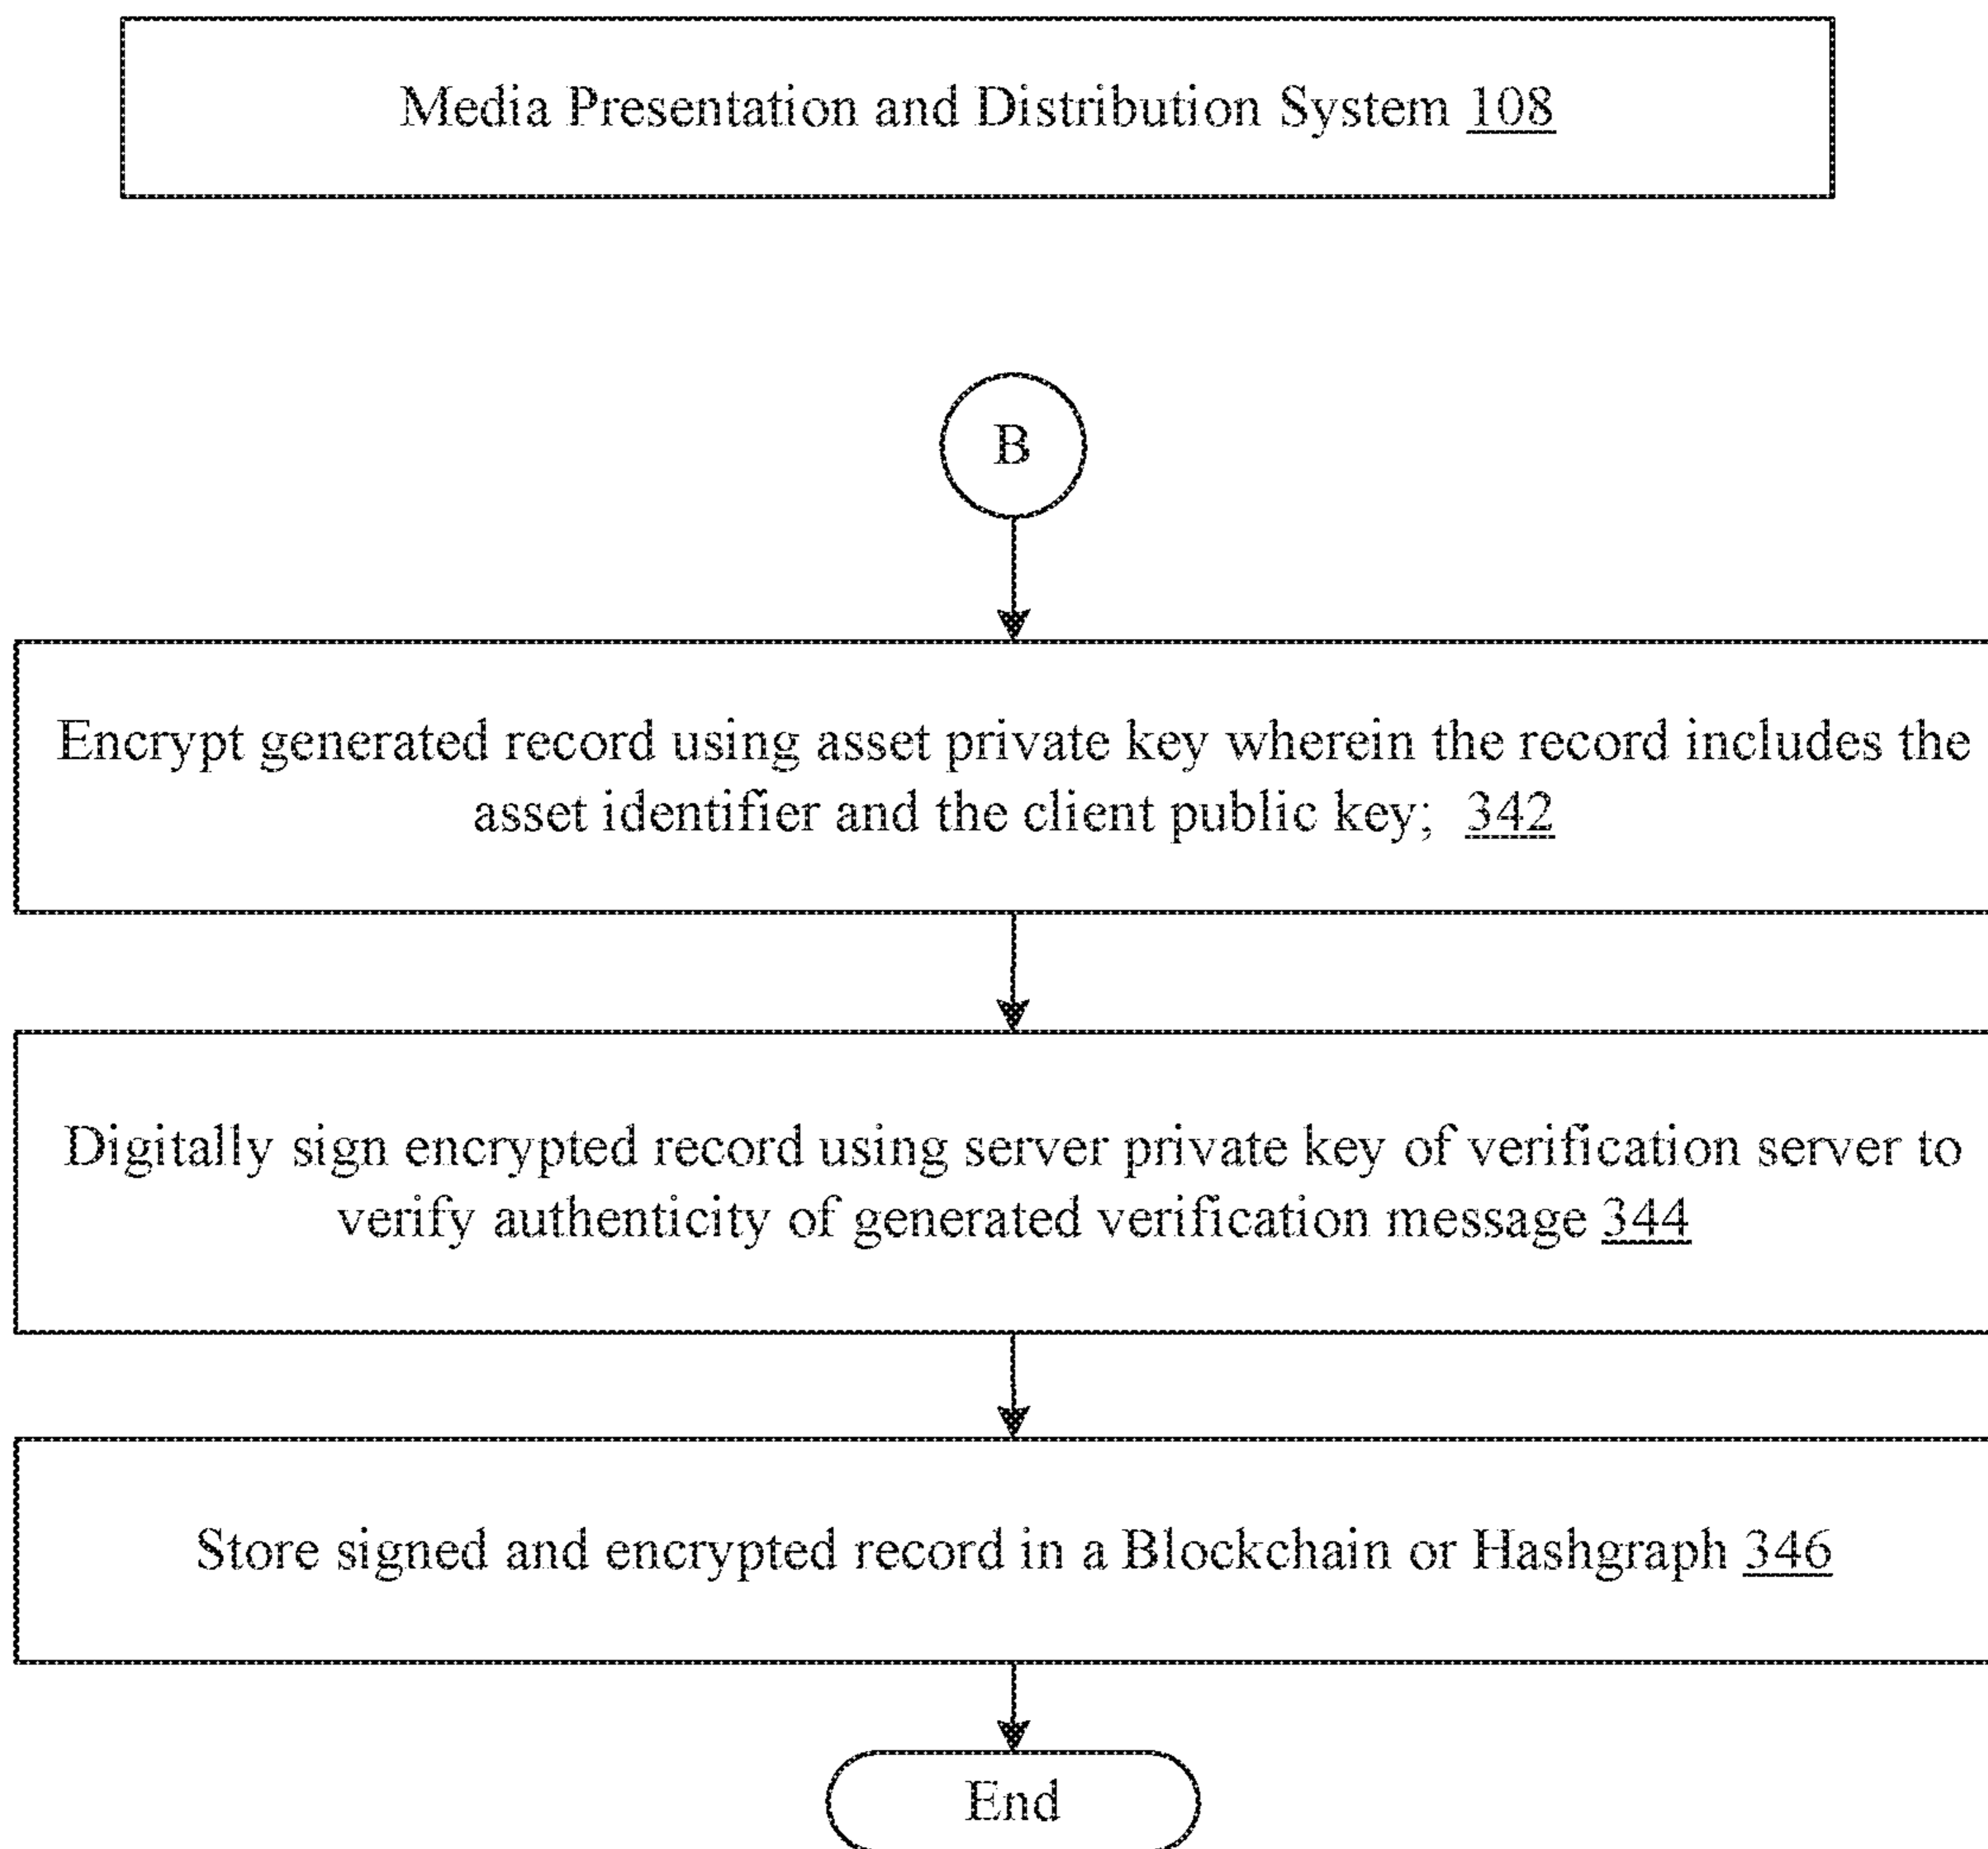 Media Presentation and Distribution System 108
B
Encrypt generated record using asset private key wherein the record includes the
asset identifier and the client public key; 342
Digitally sign encrypted record using server private key of verification server to
verify authenticity of generated verification message 344
Store signed and encrypted record in a Blockchain or Hashgraph 346
End